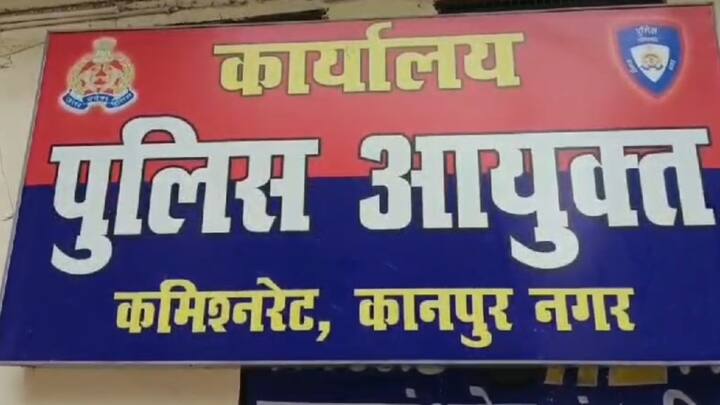 कार्यालय
पुलिस आयुक्त
कमिश्नरेट, कानपुर नगर